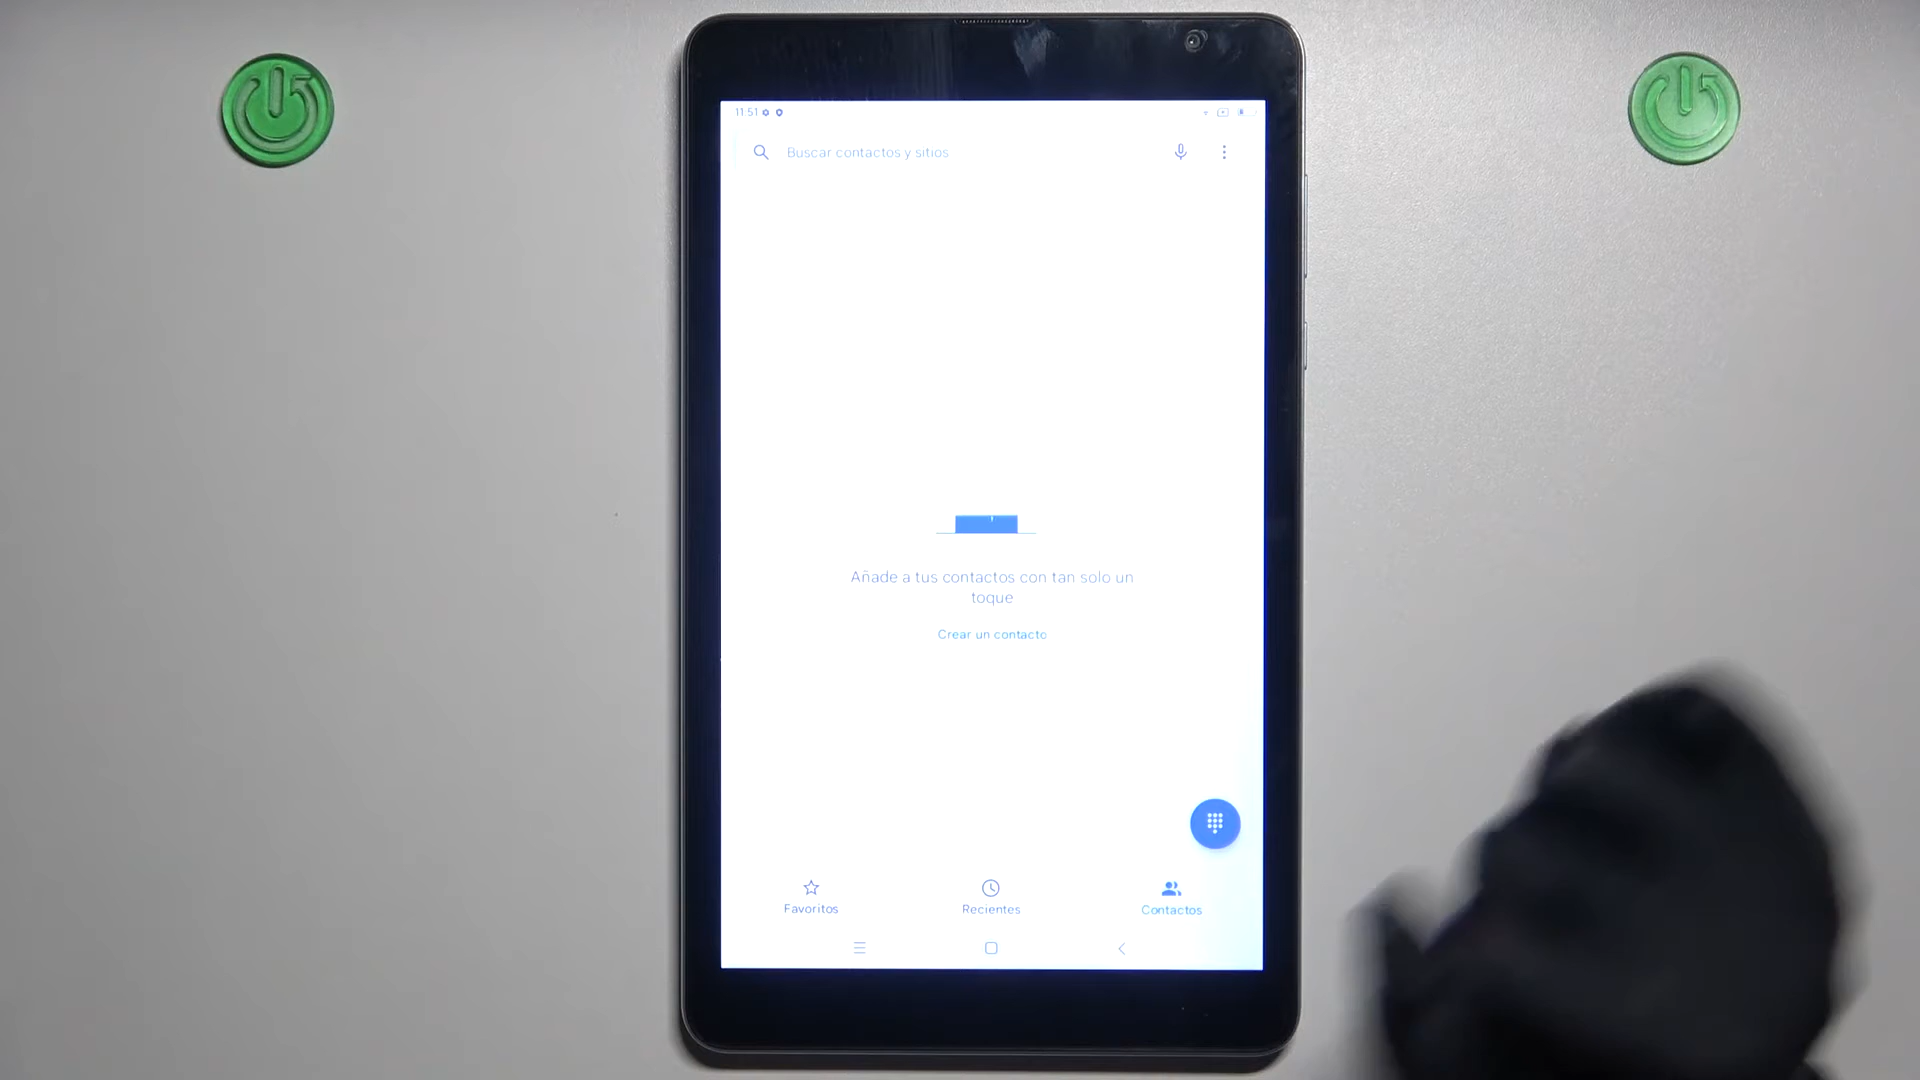 11:51
Buscar contactos y sitios
Añade a tus contactos con tan solo un
toque
Crear un contacto
Favoritos
Recientes
Contactos